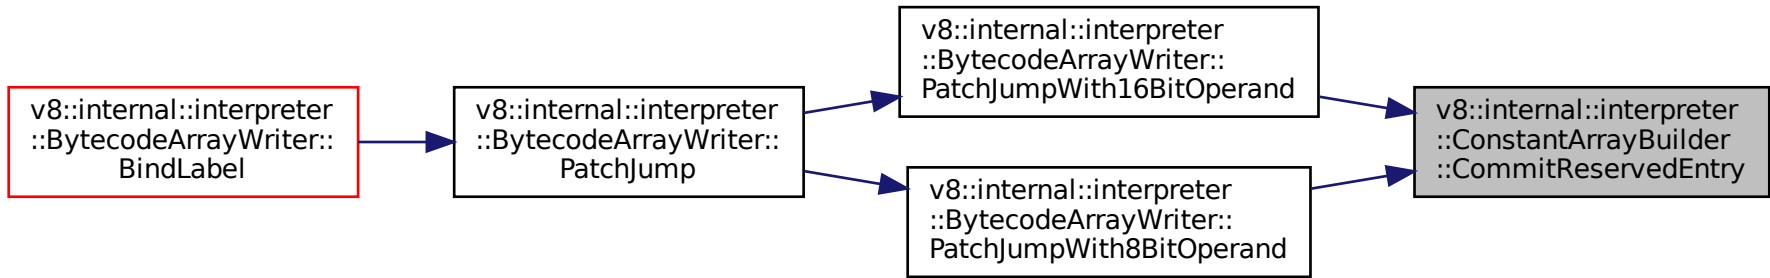 v8::internal::interpreter
::BytecodeArrayWriter::
BindLabel
v8::internal::interpreter
::BytecodeArrayWriter::
PatchJump
v8::internal::interpreter
::BytecodeArrayWriter::
PatchJumpWith16BitOperand
v8::internal::interpreter
::BytecodeArrayWriter::
PatchJumpWith8BitOperand
v8::internal::interpreter
::ConstantArrayBuilder
::CommitReservedEntry